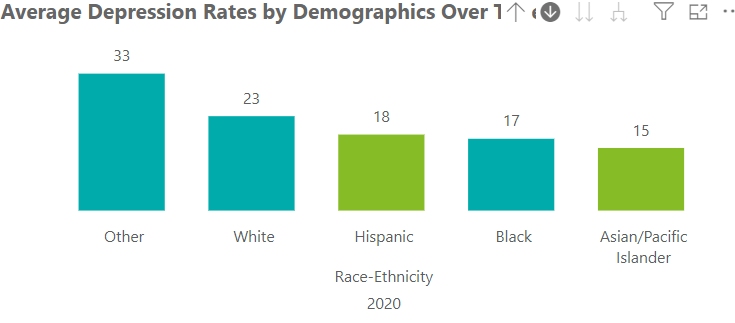 Average Depression Rates by Demographics Over T e
33
23
18
17
15
Other White Hispanic Black Asian/Pacific
Islander
Race-Ethnicity
2020